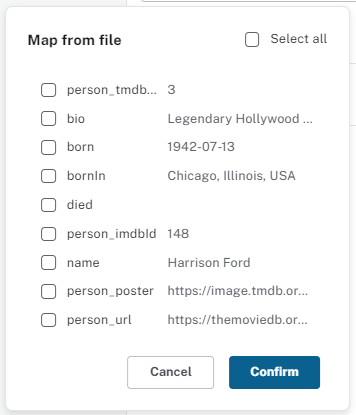 Map from file
Select all
person_tmdb... 3
bio Legendary Hollywood ...
born 1942-07-13
bornIn Chicago, Illinois, USA
died
person_imdbId 148
name Harrison Ford
person_poster https://image.tmdb.or...
person_url https://themoviedb.or...
Cancel Confirm